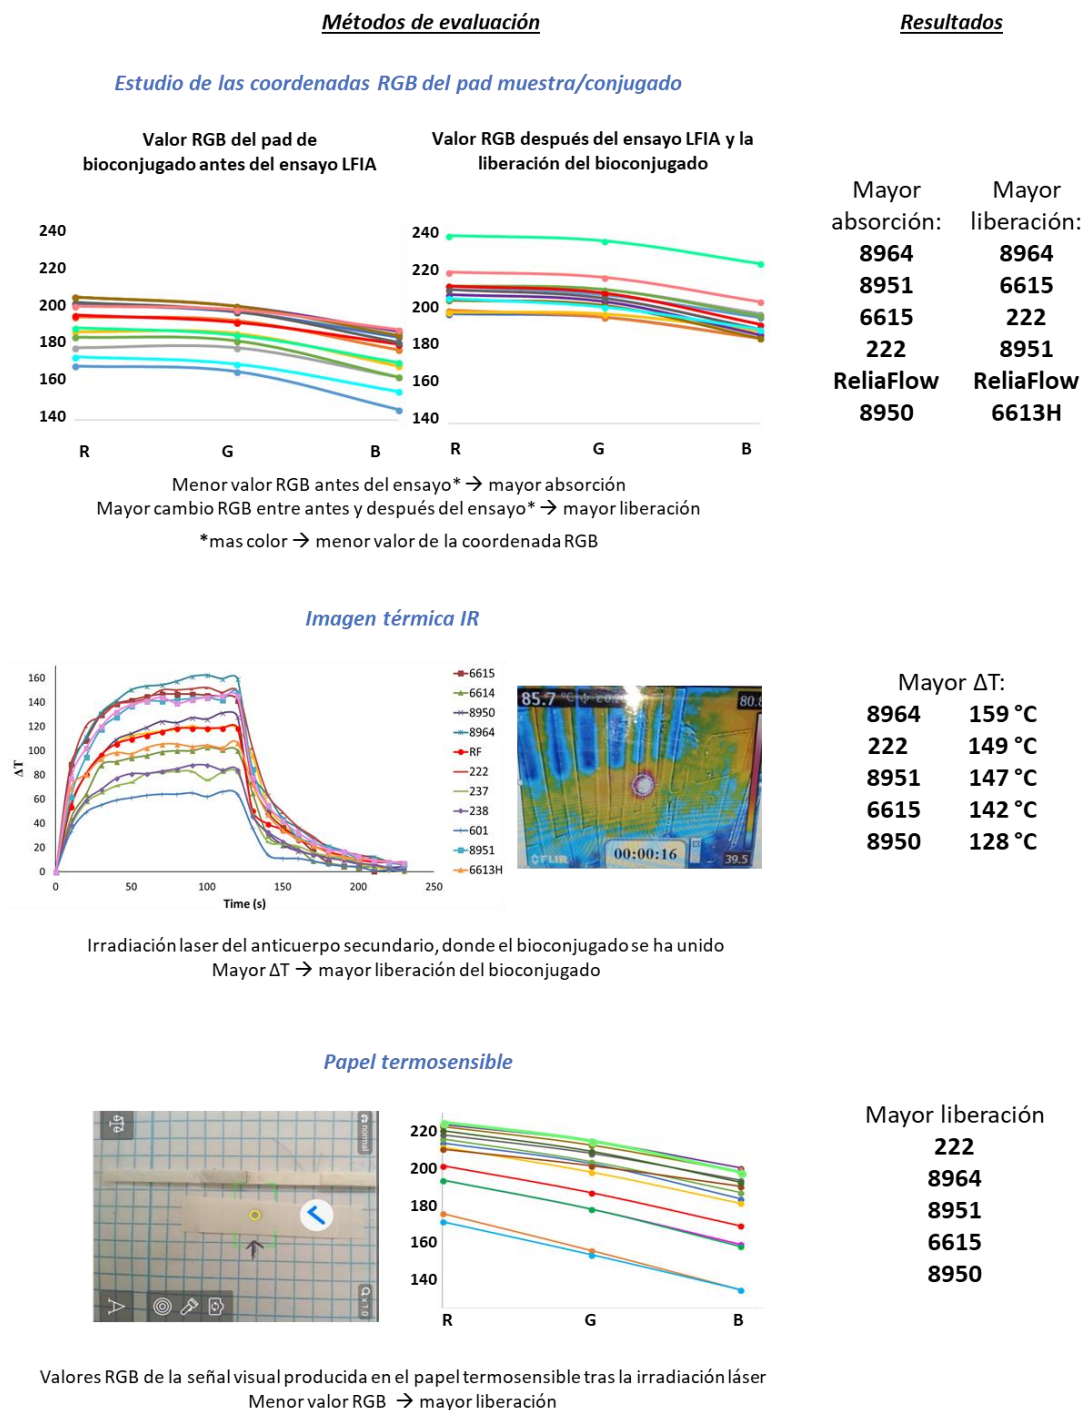 Métodos de evaluación
Resultados
Estudio de las coordenadas RGB del pad muestra/conjugado
Valor RGB del pad de
bioconjugado antes del ensayo LFIA
Valor RGB después del ensayo LFIA y la
liberación del bioconjugado
240
220
200
180
160
140
R G B
240
220
200
180
160
140
R G B
Mayor
absorción:
8964
8951
6615
222
ReliaFlow
8950
Mayor
liberación:
8964
6615
222
8951
ReliaFlow
6613H
Menor valor RGB antes del ensayo* → mayor absorción
Mayor cambio RGB entre antes y después del ensayo* → mayor liberación
*mas color → menor valor de la coordenada RGB
Imagen térmica IR
160
140
120
100
80
60
40
20
0
ΔT
0 50 100 150 200 250
Time (s)
6615
6614
8950
8964
RF
222
237
238
601
8951
6613H
85.7 °C
80.8
00:00:16
FLIR
39.5
Mayor ΔT:
8964 159 °C
222 149 °C
8951 147 °C
6615 142 °C
8950 128 °C
Irradiación laser del anticuerpo secundario, donde el bioconjugado se ha unido
Mayor ΔT → mayor liberación del bioconjugado
Papel termosensible
normal
x1.0
A
220
200
180
160
140
R G B
Mayor liberación
222
8964
8951
6615
8950
Valores RGB de la señal visual producida en el papel termosensible tras la irradiación láser
Menor valor RGB → mayor liberación